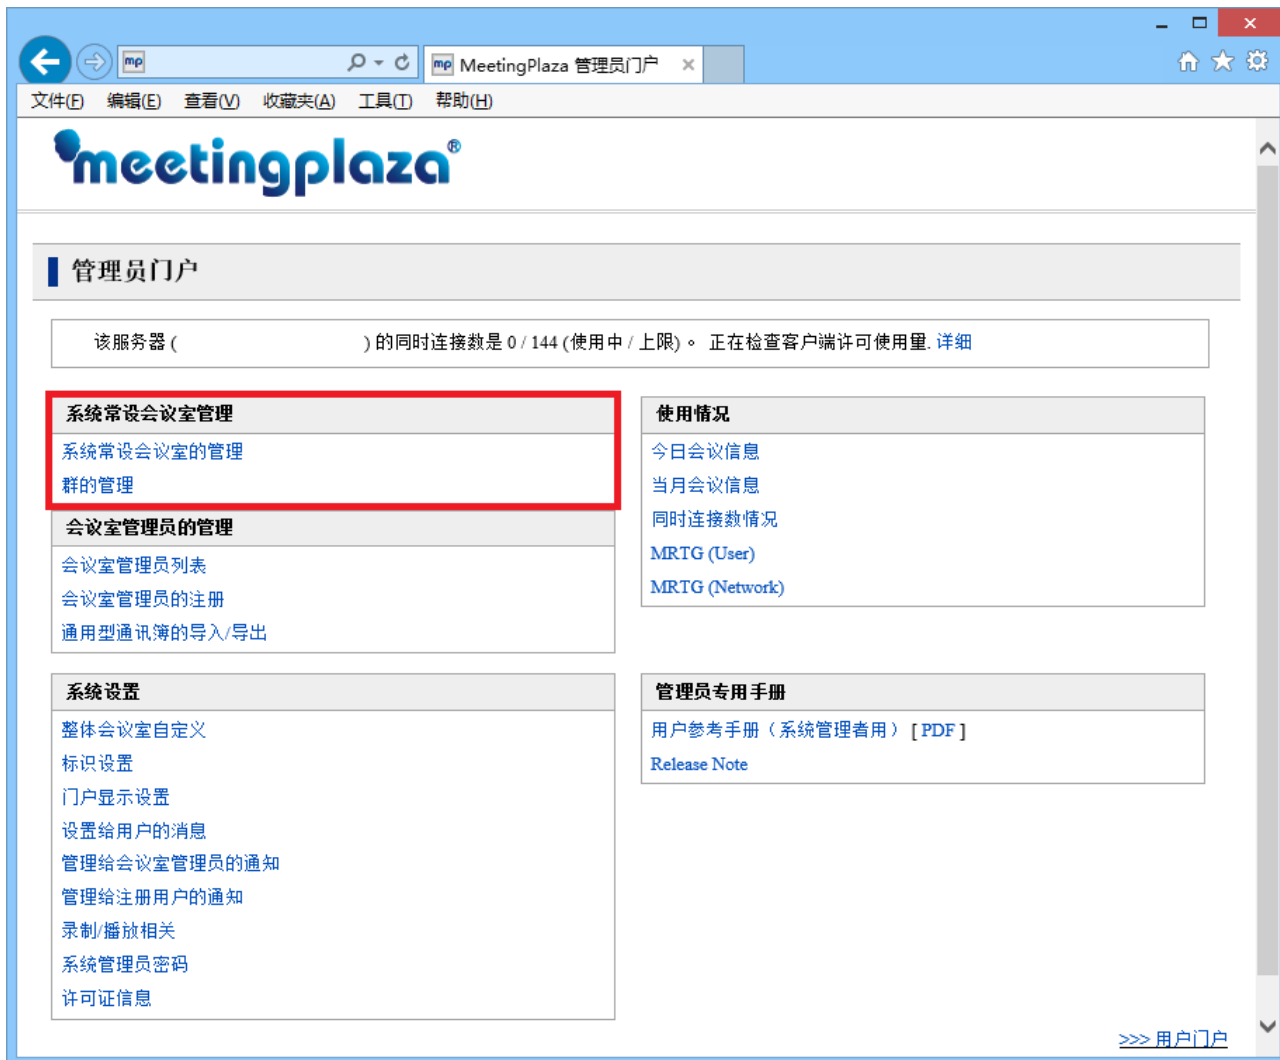 mp
mp MeetingPlaza 管理员门户
文件(F) 编辑(E) 查看(V) 收藏夹(A) 工具(T) 帮助(H)
meetingplaza®
管理员门户
该服务器 ( ) 的同时连接数是 0 / 144 (使用中 / 上限)。 正在检查客户端许可使用量. 详细
系统常设会议室管理
系统常设会议室的管理
群的管理
会议室管理员的管理
会议室管理员列表
会议室管理员的注册
通用型通讯簿的导入/导出
使用情况
今日会议信息
当月会议信息
同时连接数情况
MRTG (User)
MRTG (Network)
系统设置
整体会议室自定义
标识设置
门户显示设置
设置给用户的消息
管理给会议室管理员的通知
管理给注册用户的通知
录制/播放相关
系统管理员密码
许可证信息
管理员专用手册
用户参考手册（系统管理者用） [ PDF ]
Release Note
>>> 用户门户